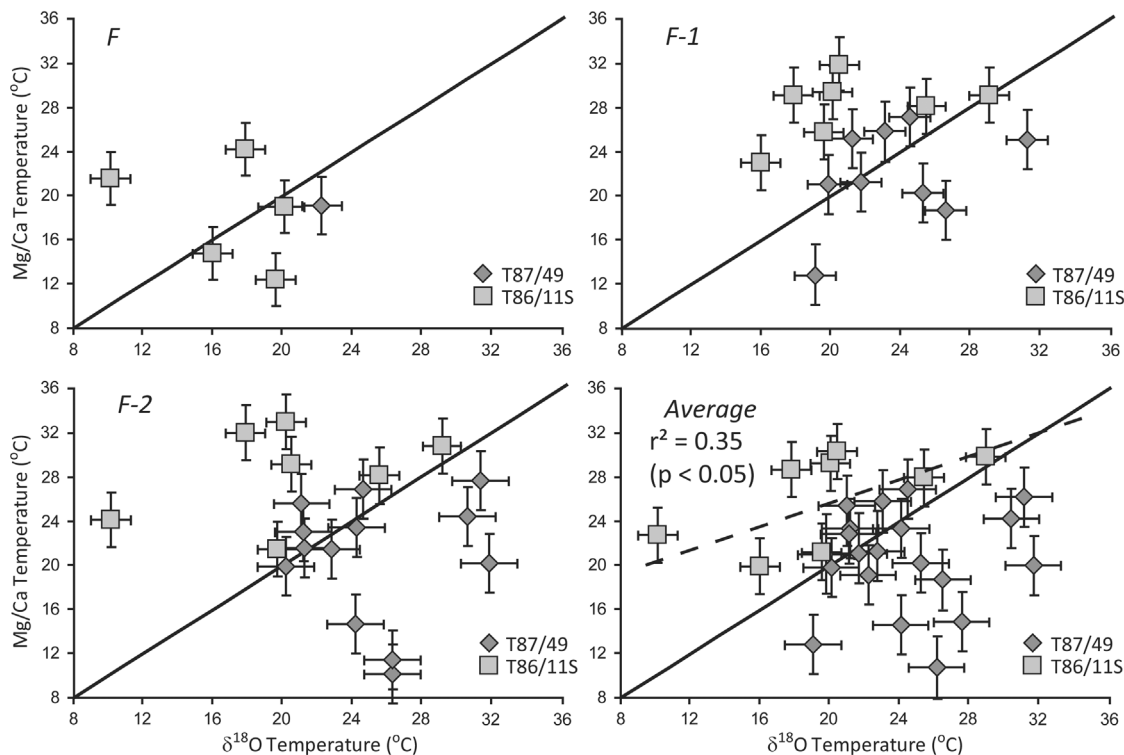 F
Mg/Ca Temperature (°C)
36
32
28
24
20
16
12
8
8 12 16 20 24 28 32 36
T87/49
T86/11S
F-1
36
32
28
24
20
16
12
8
8 12 16 20 24 28 32 36
T87/49
T86/11S
F-2
Mg/Ca Temperature (°C)
36
32
28
24
20
16
12
8
8 12 16 20 24 28 32 36
δ¹⁸O Temperature (°C)
T87/49
T86/11S
Average
r² = 0.35
(p < 0.05)
36
32
28
24
20
16
12
8
8 12 16 20 24 28 32 36
δ¹⁸O Temperature (°C)
T87/49
T86/11S